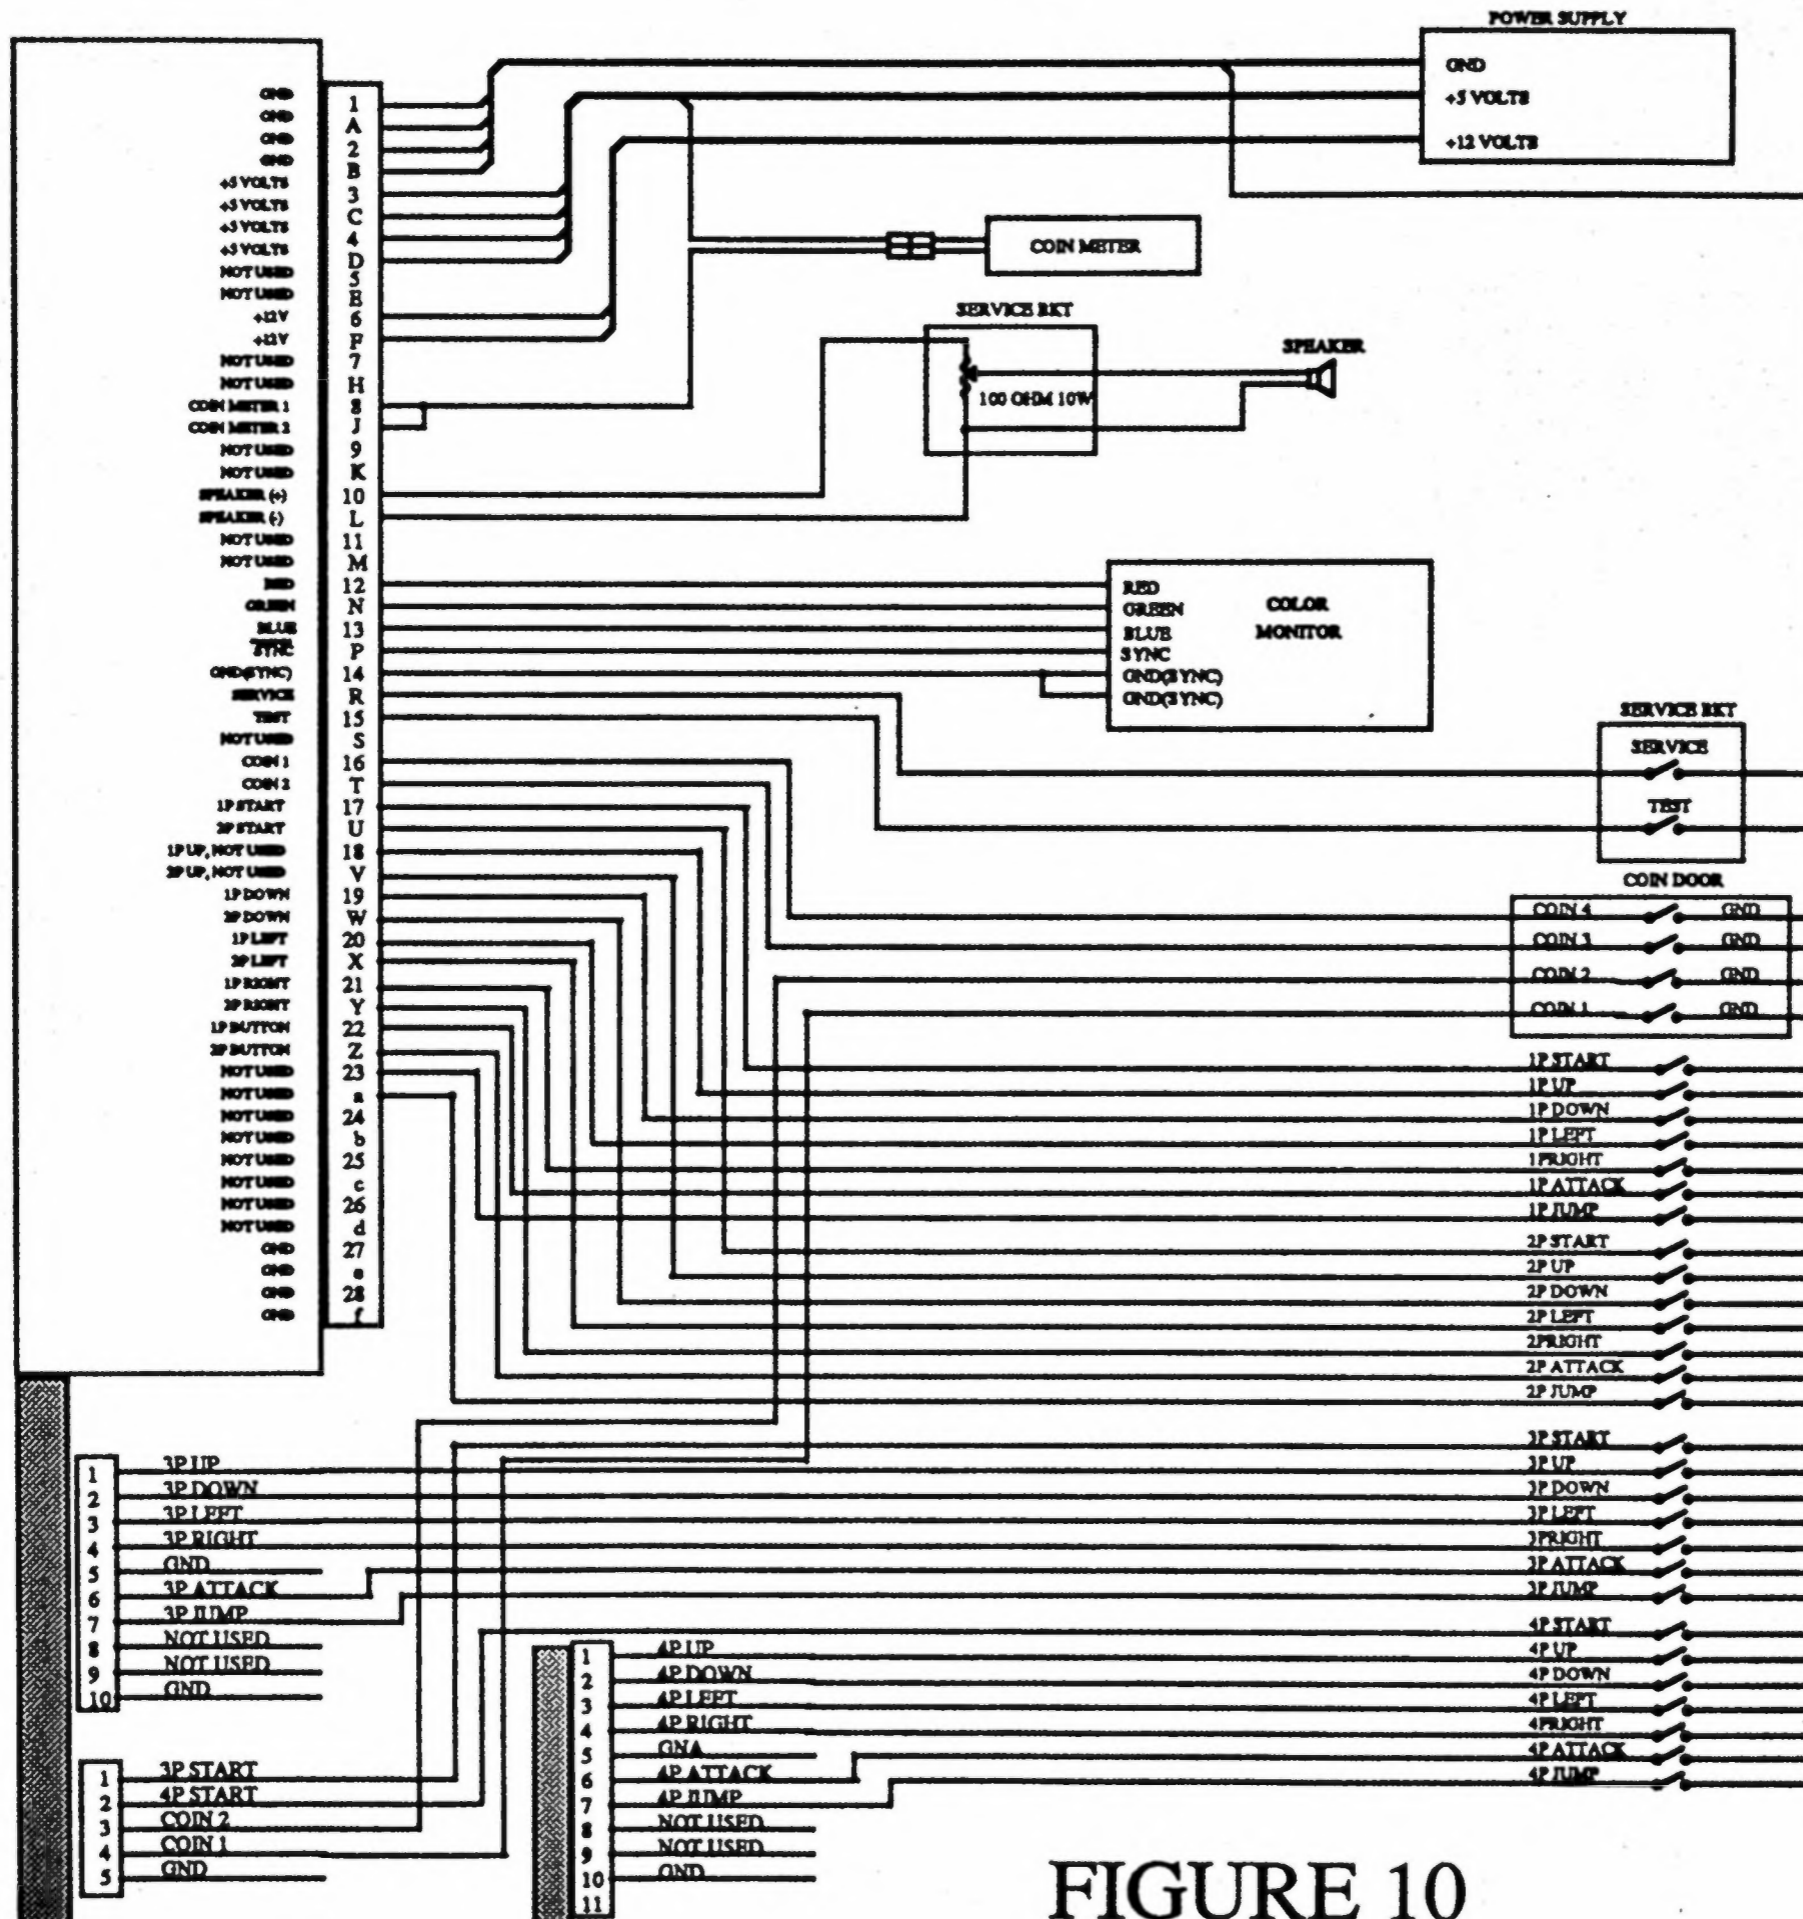 POWER SUPPLY
GND
+5 VOLTS
+12 VOLTS
GND 1
GND A
GND 2
GND B
+5 VOLTS 3
+5 VOLTS C
+5 VOLTS 4
+5 VOLTS D
NOT USED 5
NOT USED E
+12V 6
+12V F
NOT USED 7
NOT USED H
COIN METER 1 8
COIN METER 2 J
NOT USED 9
NOT USED K
SPEAKER (+) 10
SPEAKER (-) L
NOT USED 11
NOT USED M
RED 12
GREEN N
BLUE 13
SYNC P
GND(SYNC) 14
SERVICE R
TEST 15
NOT USED S
COIN 1 16
COIN 2 T
1P START 17
2P START U
1P UP, NOT USED 18
2P UP, NOT USED V
1P DOWN 19
2P DOWN W
1P LEFT 20
2P LEFT X
1P RIGHT 21
2P RIGHT Y
1P BUTTON 22
2P BUTTON Z
NOT USED 23
NOT USED a
NOT USED 24
NOT USED b
NOT USED 25
NOT USED c
NOT USED 26
NOT USED d
GND 27
GND e
GND 28
GND f
COIN METER
SERVICE BKT
100 OHM 10W
SPEAKER
RED
GREEN
BLUE
SYNC
GND(SYNC)
GND(SYNC)
COLOR
MONITOR
SERVICE BKT
SERVICE
TEST
COIN DOOR
COIN 4 GND
COIN 3 GND
COIN 2 GND
COIN 1 GND
1P START
1P UP
1P DOWN
1P LEFT
1PRIGHT
1P ATTACK
1P JUMP
2P START
2P UP
2P DOWN
2P LEFT
2PRIGHT
2P ATTACK
2P JUMP
3P START
3P UP
3P DOWN
3P LEFT
3PRIGHT
3P ATTACK
3P JUMP
4P START
4P UP
4P DOWN
4P LEFT
4PRIGHT
4P ATTACK
4P JUMP
1 3P UP
2 3P DOWN
3 3P LEFT
4 3P RIGHT
5 GND
6 3P ATTACK
7 3P JUMP
8 NOT USED
9 NOT USED
10 GND
1 3P START
2 4P START
3 COIN 2
4 COIN 1
5 GND
1 4P UP
2 4P DOWN
3 4P LEFT
4 4P RIGHT
5 GNA
6 4P ATTACK
7 4P JUMP
8 NOT USED
9 NOT USED
10 GND
11
FIGURE 10